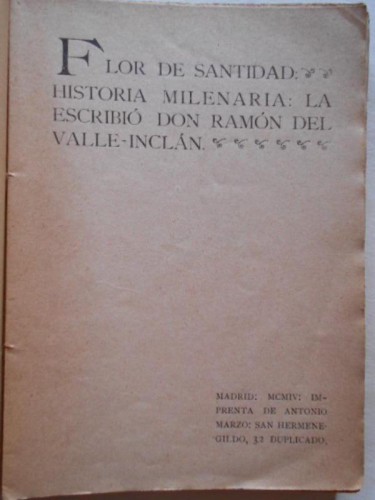 FLOR DE SANTIDAD:
HISTORIA MILENARIA: LA
ESCRIBIÓ DON RAMÓN DEL
VALLE-INCLÁN.
MADRID: MCMIV: IM-
PRENTA DE ANTONIO
MARZO: SAN HERMENE-
GILDO, 32 DUPLICADO.